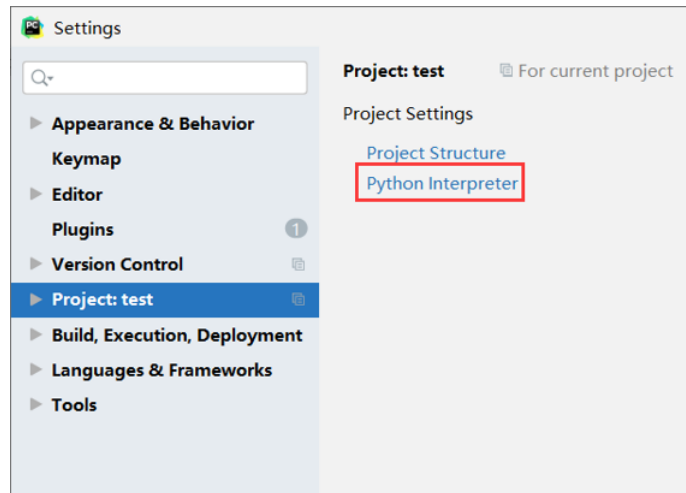 PC
Settings
Appearance & Behavior
Keymap
Editor
Plugins
1
Version Control
Project: test
Build, Execution, Deployment
Languages & Frameworks
Tools
Project: test
For current project
Project Settings
Project Structure
Python Interpreter